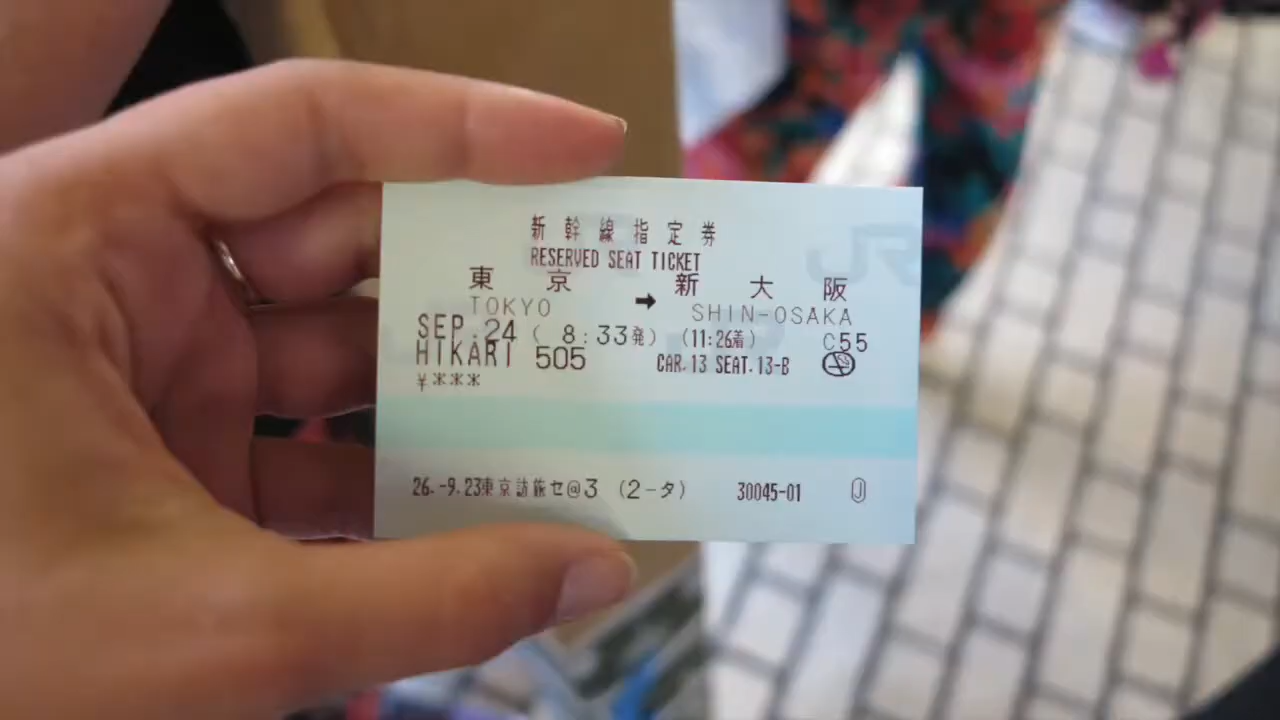 新幹線指定券
RESERVED SEAT TICKET
東京 → 新大阪
TOKYO SHIN-OSAKA
SEP.24 ( 8:33発) (11:26着) C55
HIKARI 505 CAR.13 SEAT.13-B
¥***
26.-9.23東京訪旅セ@3 (2-タ) 30045-01